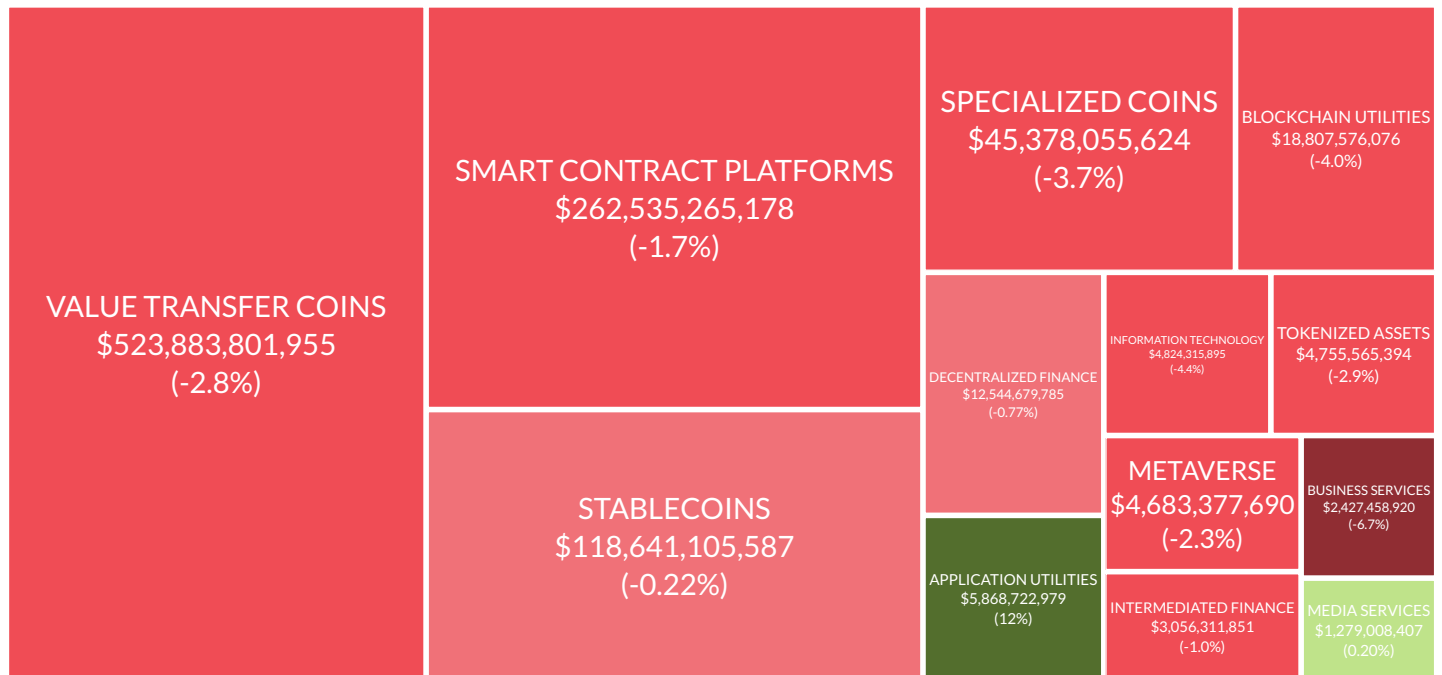 VALUE TRANSFER COINS
$523,883,801,955
(-2.8%)
SMART CONTRACT PLATFORMS
$262,535,265,178
(-1.7%)
STABLECOINS
$118,641,105,587
(-0.22%)
SPECIALIZED COINS
$45,378,055,624
(-3.7%)
BLOCKCHAIN UTILITIES
$18,807,576,076
(-4.0%)
DECENTRALIZED FINANCE
$12,544,679,785
(-0.77%)
APPLICATION UTILITIES
$5,868,722,979
(12%)
INFORMATION TECHNOLOGY
$4,824,315,895
(-4.4%)
TOKENIZED ASSETS
$4,755,565,394
(-2.9%)
METAVERSE
$4,683,377,690
(-2.3%)
INTERMEDIATED FINANCE
$3,056,311,851
(-1.0%)
BUSINESS SERVICES
$2,427,458,920
(-6.7%)
MEDIA SERVICES
$1,279,008,407
(0.20%)